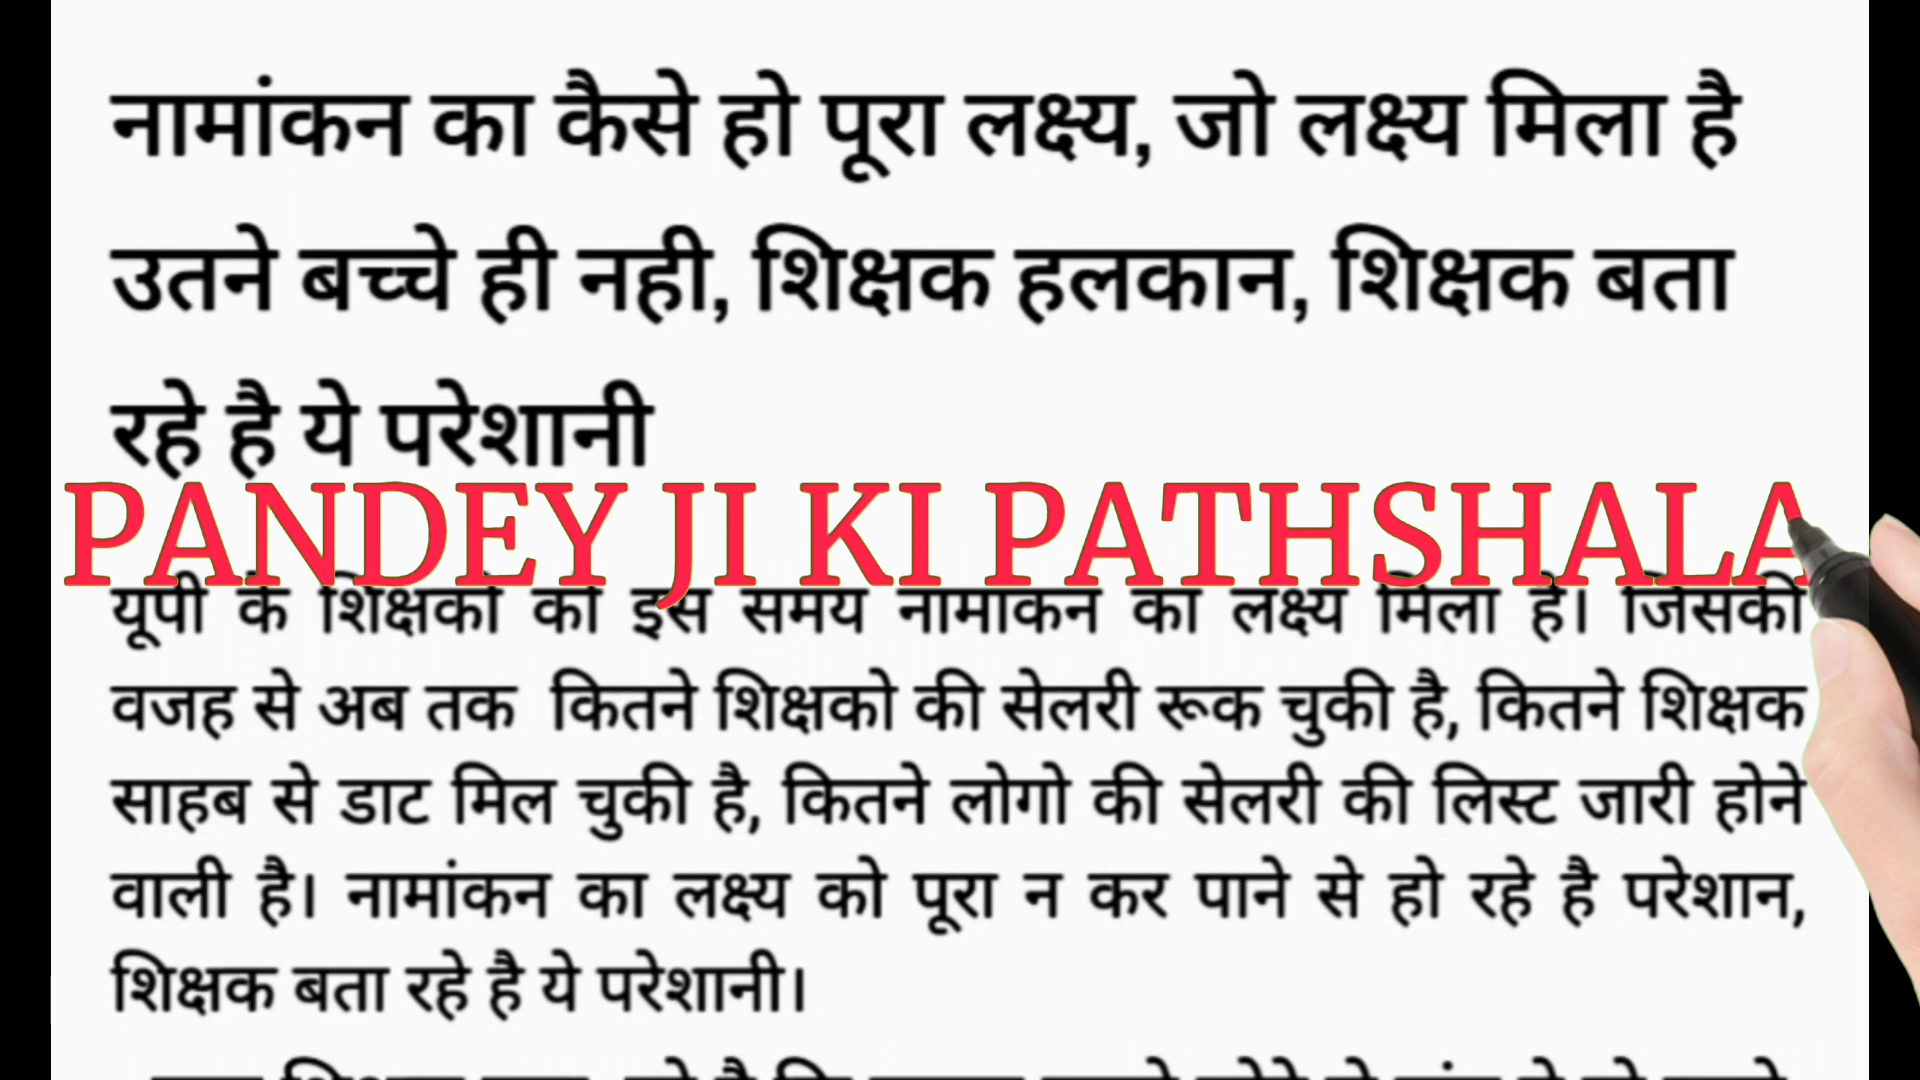 नामांकन का कैसे हो पूरा लक्ष्य, जो लक्ष्य मिला है
उतने बच्चे ही नही, शिक्षक हलकान, शिक्षक बता
रहे है ये परेशानी
PANDEY JI KI PATHSHALA
यूपी के शिक्षको को इस समय नामांकन का लक्ष्य मिला है। जिसकी
वजह से अब तक कितने शिक्षको की सेलरी रूक चुकी है, कितने शिक्षक
साहब से डाट मिल चुकी है, कितने लोगो की सेलरी की लिस्ट जारी होने
वाली है। नामांकन का लक्ष्य को पूरा न कर पाने से हो रहे है परेशान,
शिक्षक बता रहे है ये परेशानी।